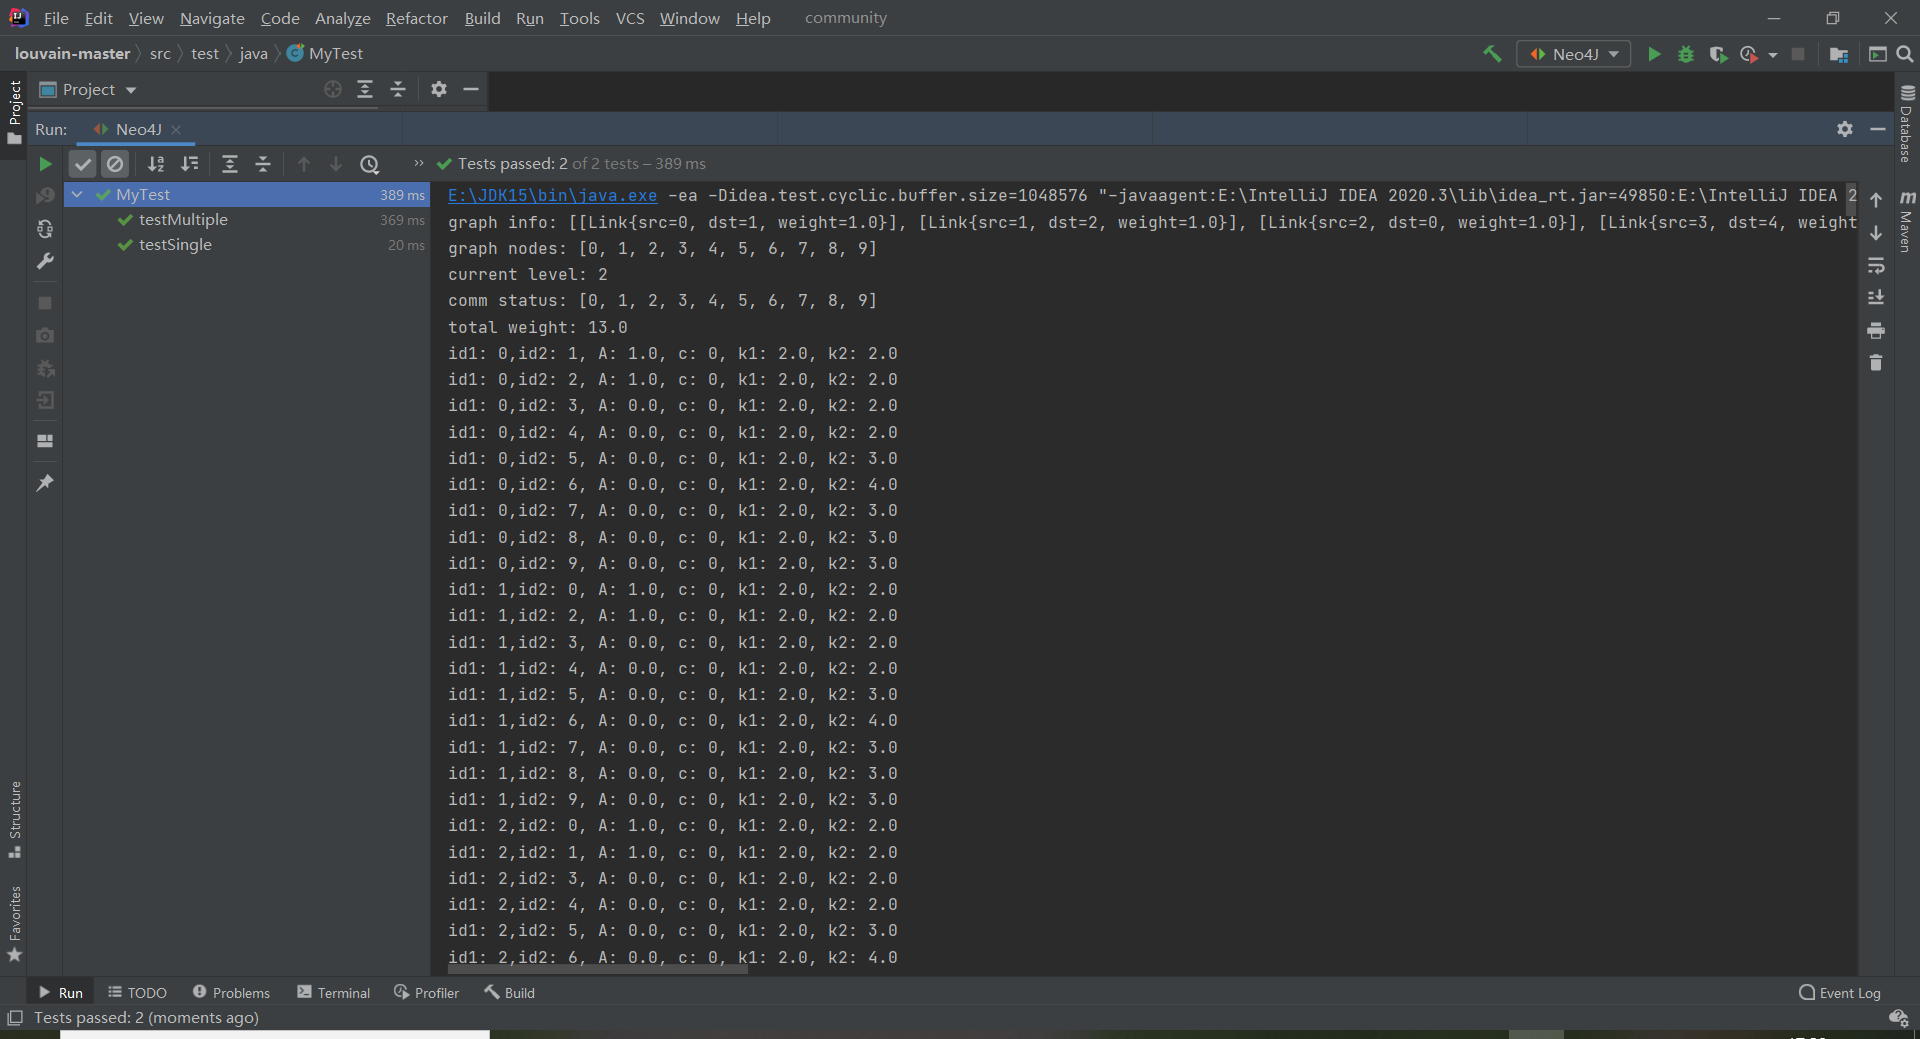 File Edit View Navigate Code Analyze Refactor Build Run Tools VCS Window Help community
louvain-master src test java MyTest Neo4J
Project
Project
Run: Neo4J
Tests passed: 2 of 2 tests – 389 ms
MyTest 389 ms
testMultiple 369 ms
testSingle 20 ms
E:\JDK15\bin\java.exe -ea -Didea.test.cyclic.buffer.size=1048576 "-javaagent:E:\IntelliJ IDEA 2020.3\lib\idea_rt.jar=49850:E:\IntelliJ IDEA 2
graph info: [[Link{src=0, dst=1, weight=1.0}], [Link{src=1, dst=2, weight=1.0}], [Link{src=2, dst=0, weight=1.0}], [Link{src=3, dst=4, weight
graph nodes: [0, 1, 2, 3, 4, 5, 6, 7, 8, 9]
current level: 2
comm status: [0, 1, 2, 3, 4, 5, 6, 7, 8, 9]
total weight: 13.0
id1: 0,id2: 1, A: 1.0, c: 0, k1: 2.0, k2: 2.0
id1: 0,id2: 2, A: 1.0, c: 0, k1: 2.0, k2: 2.0
id1: 0,id2: 3, A: 0.0, c: 0, k1: 2.0, k2: 2.0
id1: 0,id2: 4, A: 0.0, c: 0, k1: 2.0, k2: 2.0
id1: 0,id2: 5, A: 0.0, c: 0, k1: 2.0, k2: 3.0
id1: 0,id2: 6, A: 0.0, c: 0, k1: 2.0, k2: 4.0
id1: 0,id2: 7, A: 0.0, c: 0, k1: 2.0, k2: 3.0
id1: 0,id2: 8, A: 0.0, c: 0, k1: 2.0, k2: 3.0
id1: 0,id2: 9, A: 0.0, c: 0, k1: 2.0, k2: 3.0
id1: 1,id2: 0, A: 1.0, c: 0, k1: 2.0, k2: 2.0
id1: 1,id2: 2, A: 1.0, c: 0, k1: 2.0, k2: 2.0
id1: 1,id2: 3, A: 0.0, c: 0, k1: 2.0, k2: 2.0
id1: 1,id2: 4, A: 0.0, c: 0, k1: 2.0, k2: 2.0
id1: 1,id2: 5, A: 0.0, c: 0, k1: 2.0, k2: 3.0
id1: 1,id2: 6, A: 0.0, c: 0, k1: 2.0, k2: 4.0
id1: 1,id2: 7, A: 0.0, c: 0, k1: 2.0, k2: 3.0
id1: 1,id2: 8, A: 0.0, c: 0, k1: 2.0, k2: 3.0
id1: 1,id2: 9, A: 0.0, c: 0, k1: 2.0, k2: 3.0
id1: 2,id2: 0, A: 1.0, c: 0, k1: 2.0, k2: 2.0
id1: 2,id2: 1, A: 1.0, c: 0, k1: 2.0, k2: 2.0
id1: 2,id2: 3, A: 0.0, c: 0, k1: 2.0, k2: 2.0
id1: 2,id2: 4, A: 0.0, c: 0, k1: 2.0, k2: 2.0
id1: 2,id2: 5, A: 0.0, c: 0, k1: 2.0, k2: 3.0
id1: 2,id2: 6, A: 0.0, c: 0, k1: 2.0, k2: 4.0
Database
Maven
Structure
Favorites
Run TODO Problems Terminal Profiler Build Event Log
Tests passed: 2 (moments ago)